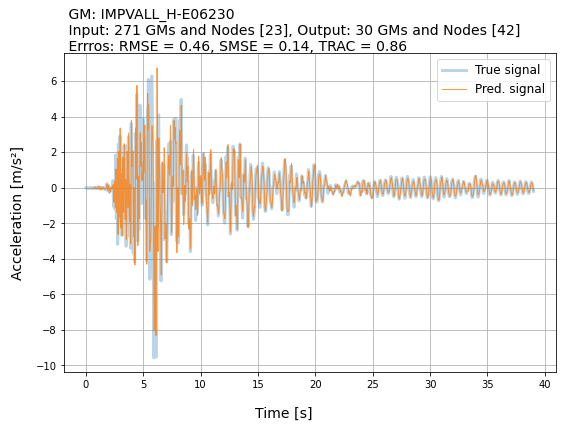 GM: IMPVALL_H-E06230
Input: 271 GMs and Nodes [23], Output: 30 GMs and Nodes [42]
Erros: RMSE = 0.46, SMSE = 0.14, TRAC = 0.86
True signal
Pred. signal
6
4
2
0
−2
−4
−6
−8
−10
Acceleration [m/s²]
0 5 10 15 20 25 30 35 40
Time [s]